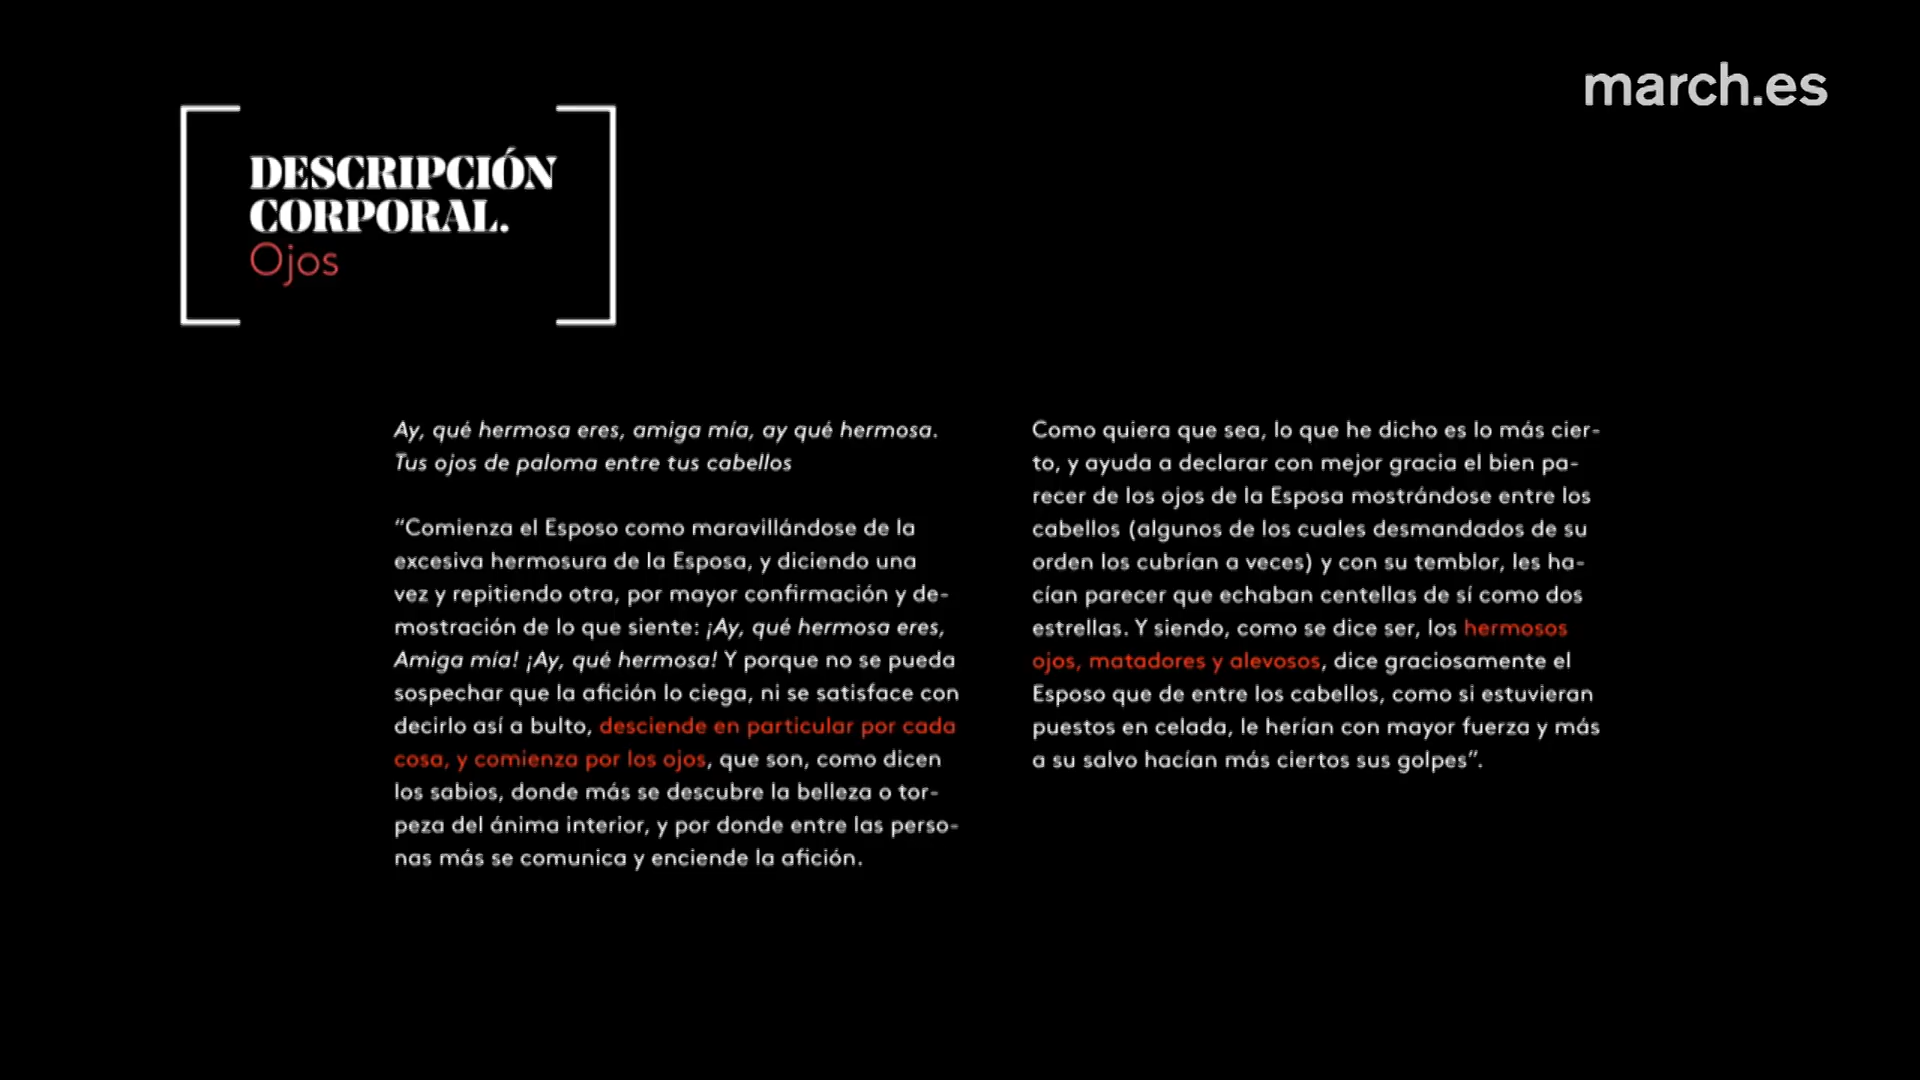 march.es
DESCRIPCIÓN
CORPORAL.
Ojos
Ay, qué hermosa eres, amiga mía, ay qué hermosa.
Tus ojos de paloma entre tus cabellos
“Comienza el Esposo como maravillándose de la
excesiva hermosura de la Esposa, y diciendo una
vez y repitiendo otra, por mayor confirmación y de-
mostración de lo que siente: ¡Ay, qué hermosa eres,
Amiga mía! ¡Ay, qué hermosa! Y porque no se pueda
sospechar que la afición lo ciega, ni se satisface con
decirlo así a bulto, desciende en particular por cada
cosa, y comienza por los ojos, que son, como dicen
los sabios, donde más se descubre la belleza o tor-
peza del ánima interior, y por donde entre las perso-
nas más se comunica y enciende la afición.
Como quiera que sea, lo que he dicho es lo más cier-
to, y ayuda a declarar con mejor gracia el bien pa-
recer de los ojos de la Esposa mostrándose entre los
cabellos (algunos de los cuales desmandados de su
orden los cubrían a veces) y con su temblor, les ha-
cían parecer que echaban centellas de sí como dos
estrellas. Y siendo, como se dice ser, los hermosos
ojos, matadores y alevosos, dice graciosamente el
Esposo que de entre los cabellos, como si estuvieran
puestos en celada, le herían con mayor fuerza y más
a su salvo hacían más ciertos sus golpes”.